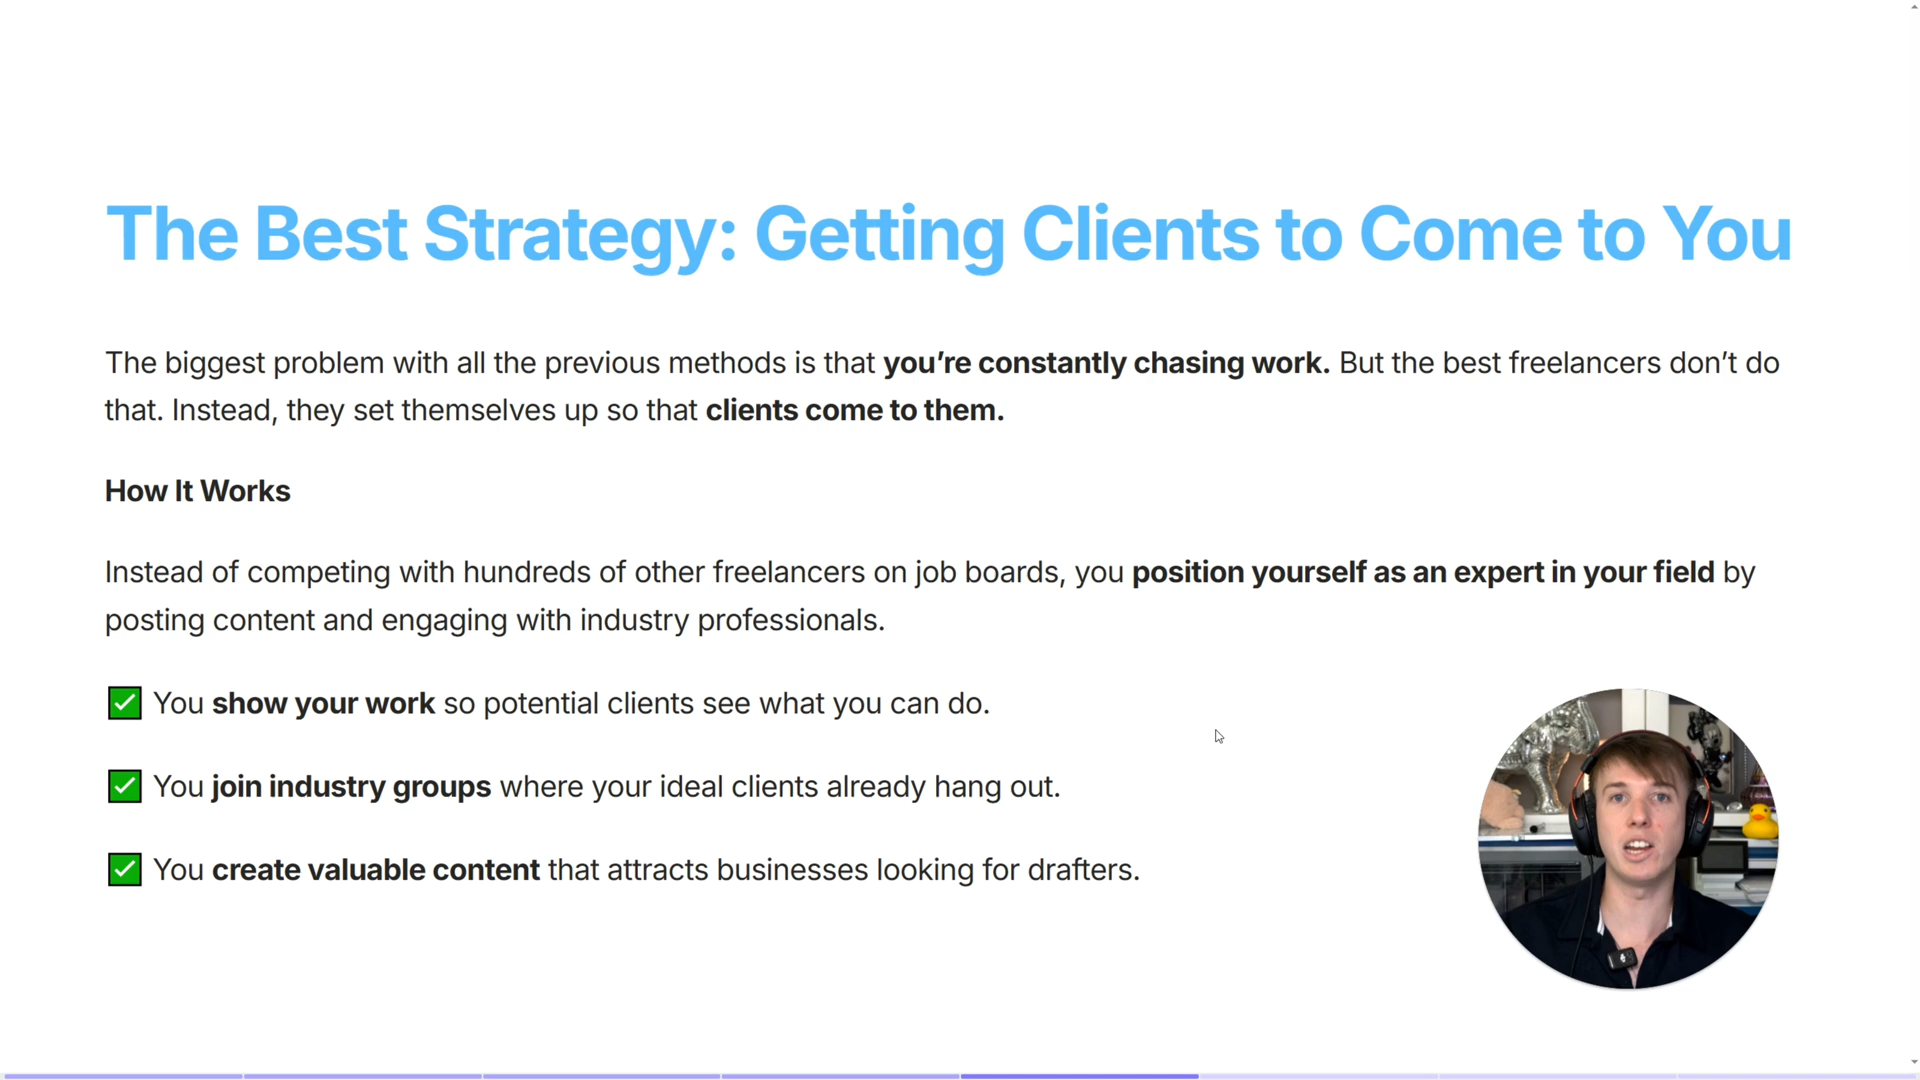 The Best Strategy: Getting Clients to Come to You
The biggest problem with all the previous methods is that you’re constantly chasing work. But the best freelancers don’t do
that. Instead, they set themselves up so that clients come to them.
How It Works
Instead of competing with hundreds of other freelancers on job boards, you position yourself as an expert in your field by
posting content and engaging with industry professionals.
✅ You show your work so potential clients see what you can do.
✅ You join industry groups where your ideal clients already hang out.
✅ You create valuable content that attracts businesses looking for drafters.